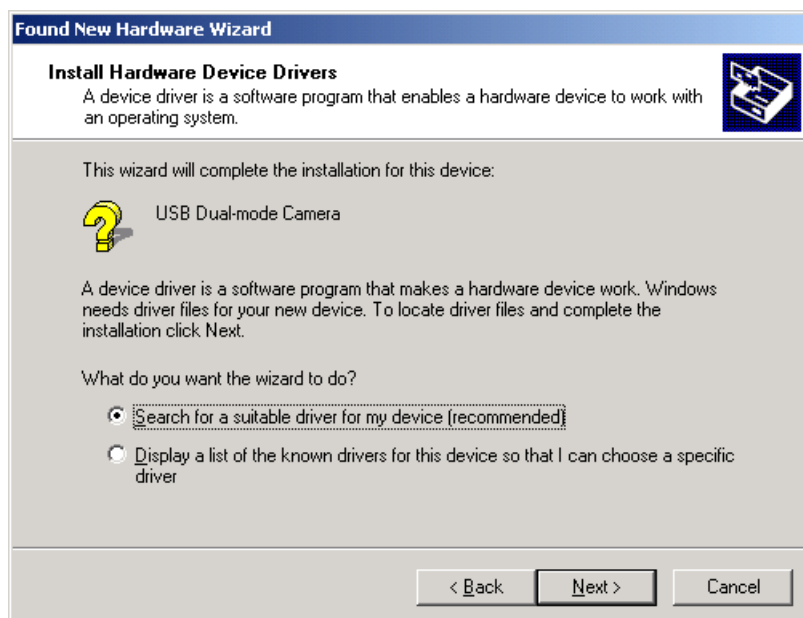 Found New Hardware Wizard
Install Hardware Device Drivers
A device driver is a software program that enables a hardware device to work with
an operating system.
This wizard will complete the installation for this device:
USB Dual-mode Camera
A device driver is a software program that makes a hardware device work. Windows
needs driver files for your new device. To locate driver files and complete the
installation click Next.
What do you want the wizard to do?
Search for a suitable driver for my device (recommended)
Display a list of the known drivers for this device so that I can choose a specific
driver
< Back Next > Cancel